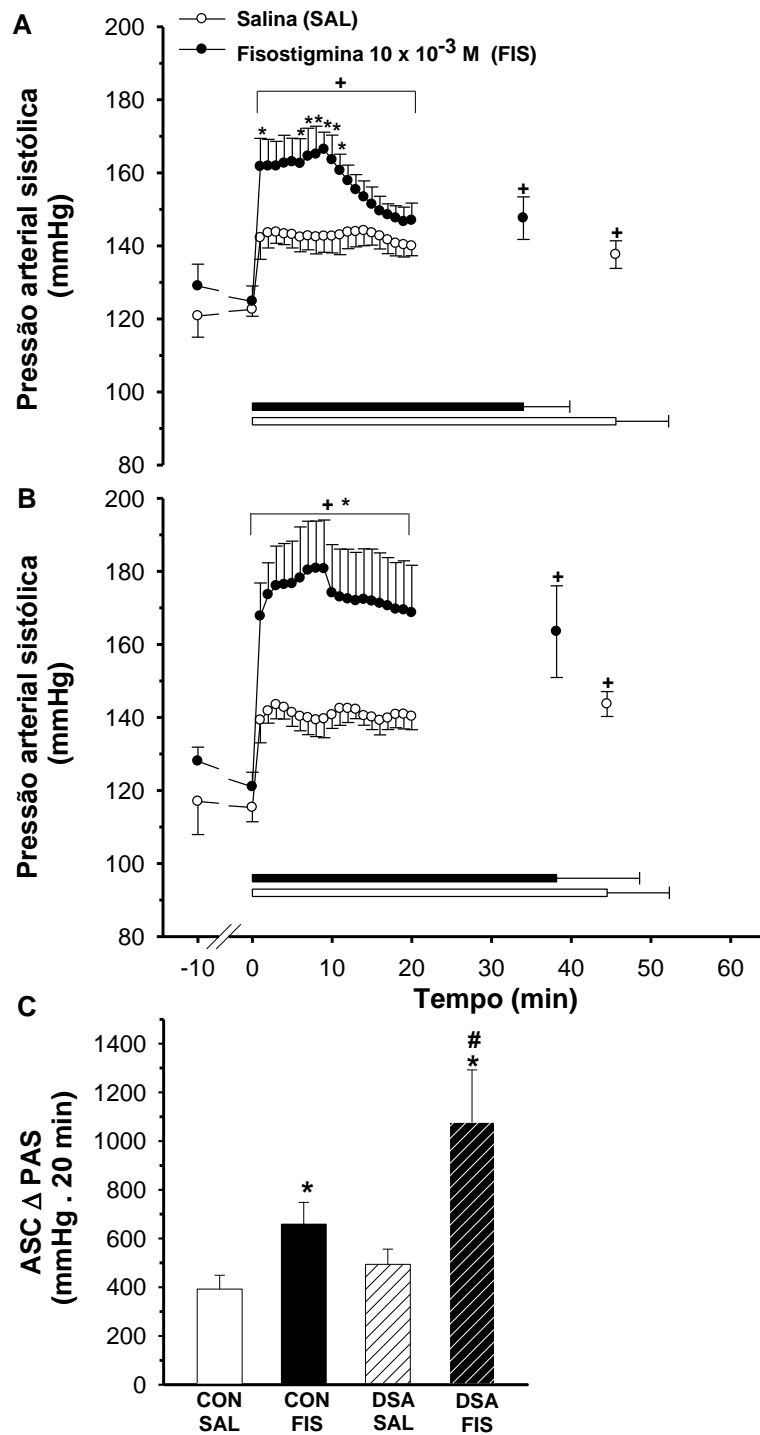 A
Salina (SAL)
Fisostigmina 10 x 10-3 M (FIS)
Pressão arterial sistólica
(mmHg)
200
180
160
140
120
100
80
+
* * * * * * *
+
+
B
Pressão arterial sistólica
(mmHg)
200
180
160
140
120
100
80
+ *
+
+
-10 0 10 20 30 40 50 60
Tempo (min)
C
ASC Δ PAS
(mmHg . 20 min)
1400
1200
1000
800
600
400
200
0
*
#
*
CON
SAL
CON
FIS
DSA
SAL
DSA
FIS